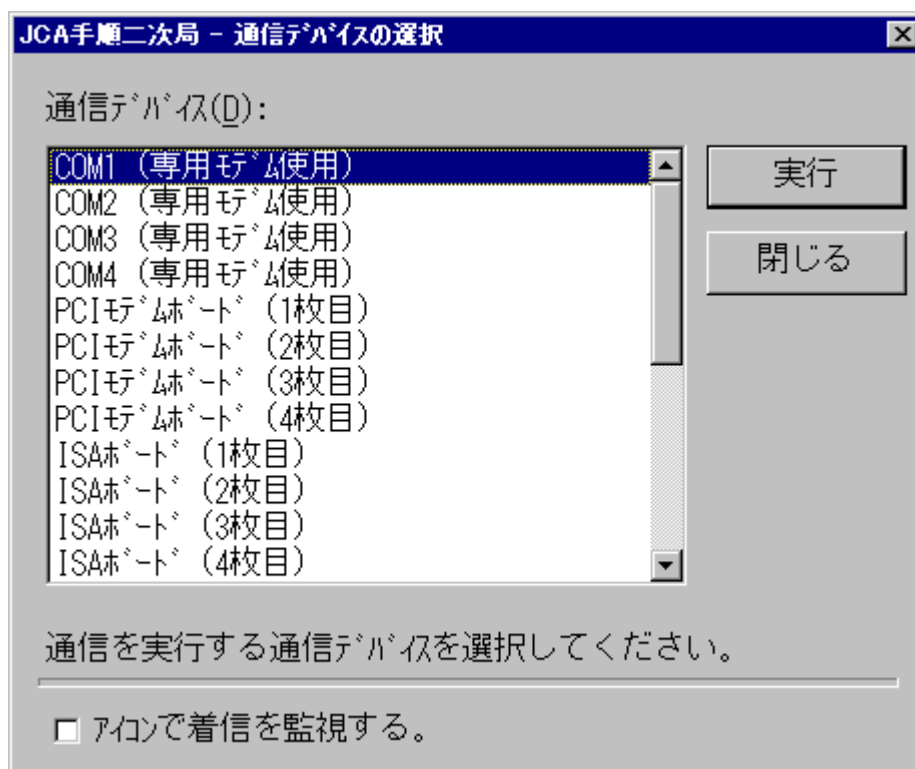 JCA手順二次局 － 通信ﾃﾞﾊﾞｲｽの選択
通信ﾃﾞﾊﾞｲｽ(D):
COM1 (専用ﾓﾃﾞﾑ使用)
COM2 (専用ﾓﾃﾞﾑ使用)
COM3 (専用ﾓﾃﾞﾑ使用)
COM4 (専用ﾓﾃﾞﾑ使用)
PCIﾓﾃﾞﾑﾎﾞｰﾄﾞ (1枚目)
PCIﾓﾃﾞﾑﾎﾞｰﾄﾞ (2枚目)
PCIﾓﾃﾞﾑﾎﾞｰﾄﾞ (3枚目)
PCIﾓﾃﾞﾑﾎﾞｰﾄﾞ (4枚目)
ISAﾎﾞｰﾄﾞ (1枚目)
ISAﾎﾞｰﾄﾞ (2枚目)
ISAﾎﾞｰﾄﾞ (3枚目)
ISAﾎﾞｰﾄﾞ (4枚目)
実行
閉じる
通信を実行する通信ﾃﾞﾊﾞｲｽを選択してください。
ｱｲｺﾝで着信を監視する。